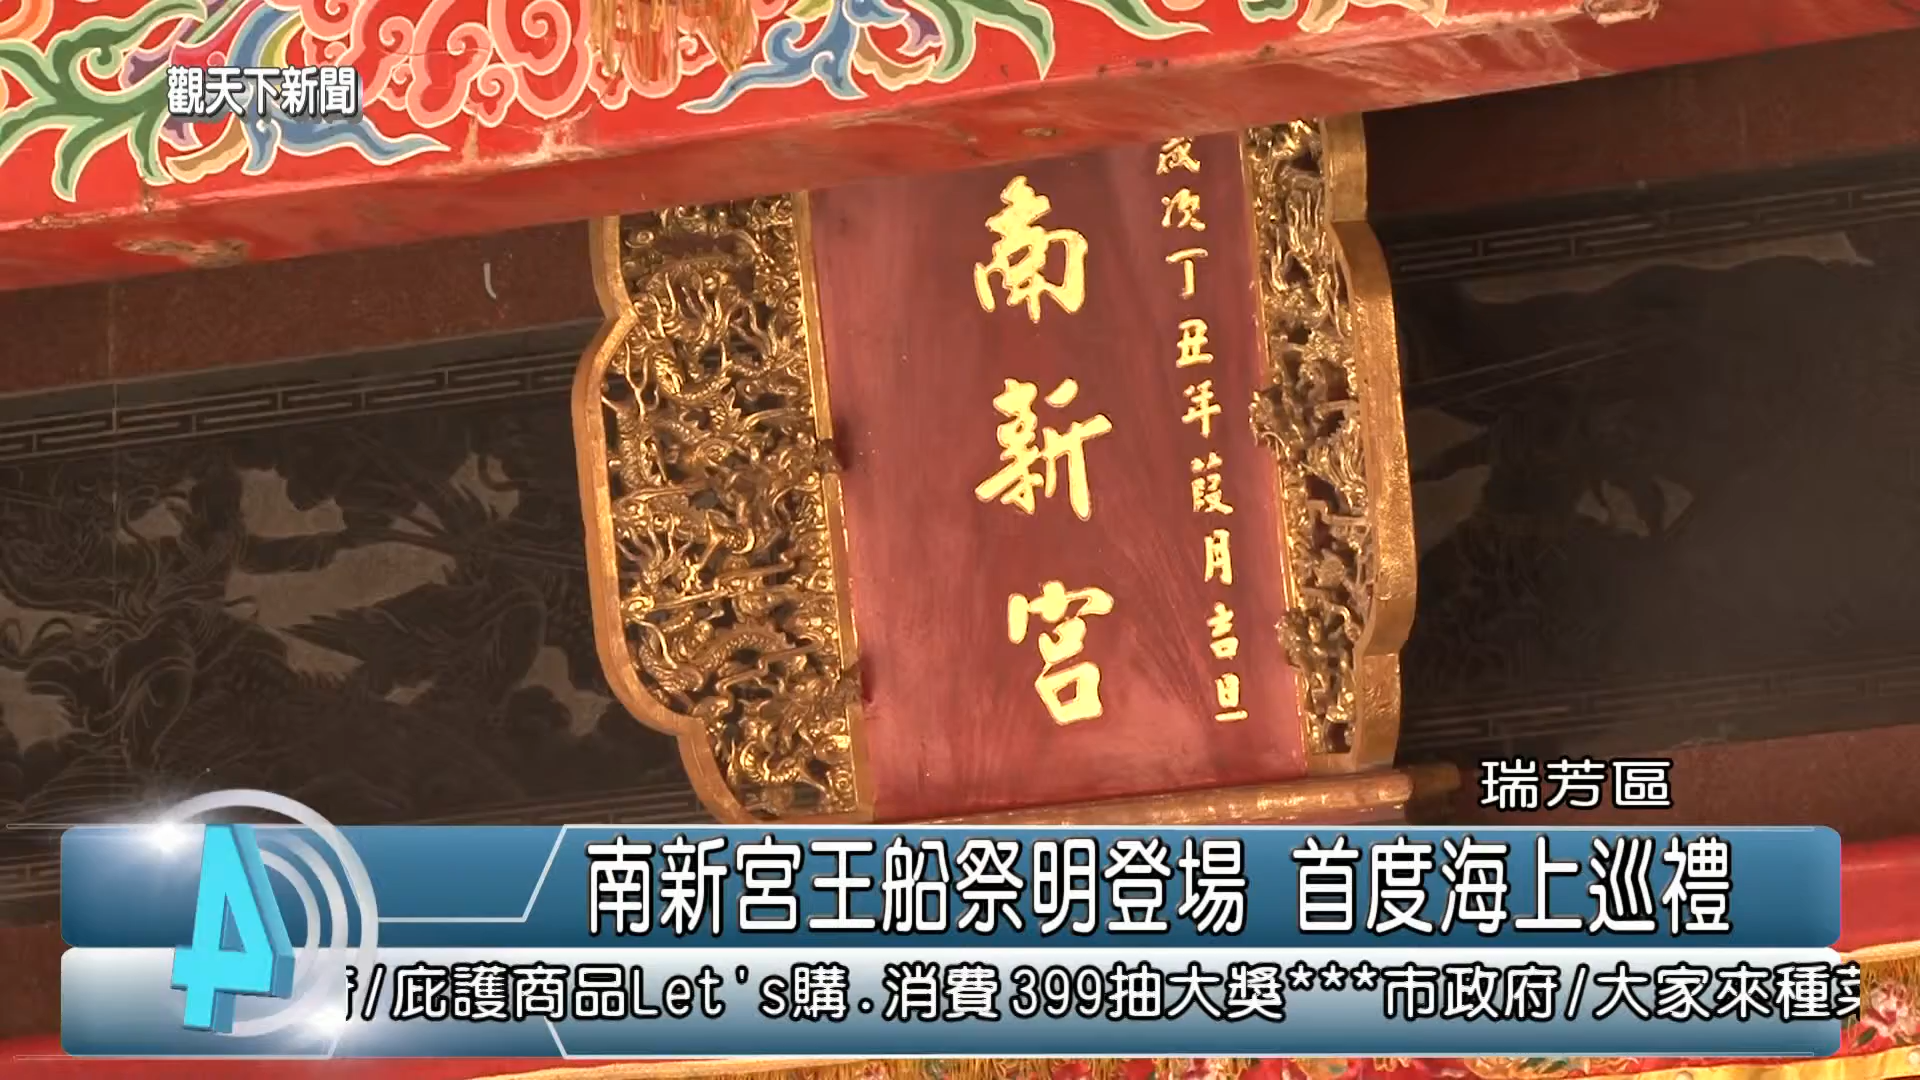 觀天下新聞
歲次丁丑年葭月吉旦
南新宮
瑞芳區
南新宮王船祭明登場 首度海上巡禮
4
/庇護商品Let's購.消費399抽大獎***市政府/大家來種菜